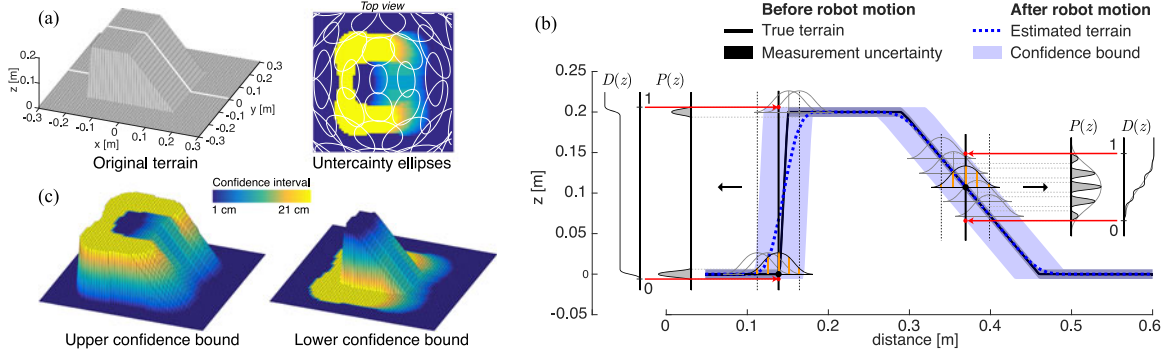 (a)
Top view
0.2
0.1
0
z [m]
-0.3
-0.2
-0.1
0
0.1
0.2
0.3
x [m]
-0.3
-0.2
-0.1
0
0.1
0.2
0.3
y [m]
Original terrain
Untercainty ellipses
(c)
Confidence interval
1 cm
21 cm
Upper confidence bound
Lower confidence bound
(b)
Before robot motion
True terrain
Measurement uncertainty
After robot motion
Estimated terrain
Confidence bound
0.25
0.2
0.15
0.1
0.05
0
-0.05
z [m]
D(z)
P(z)
1
0
P(z)
D(z)
1
0
0
0.1
0.2
0.3
0.4
0.5
0.6
distance [m]